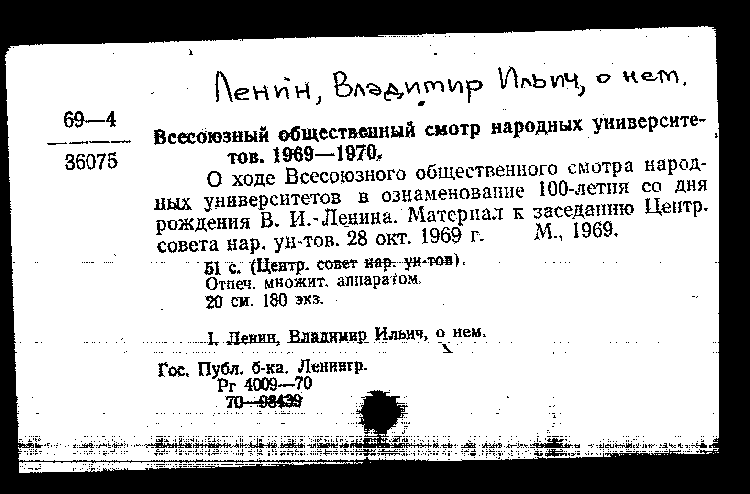 Ленин, Владимир Ильич, о нем.
69—4
36075
Всесоюзный общественный смотр народных университе-
тов. 1969—1970.
О ходе Всесоюзного общественного смотра народ-
ных университетов в ознаменование 100-летия со дня
рождения В. И. Ленина. Материал к заседанию Центр.
совета нар. ун-тов. 28 окт. 1969 г. М., 1969.
51 с. (Центр. совет нар. ун-тов).
Отпеч. множит. аппаратом.
20 см. 180 экз.
I. Ленин, Владимир Ильич, о нем.
Гос. Публ. б-ка. Ленингр.
Рг 4009—70
70—98439